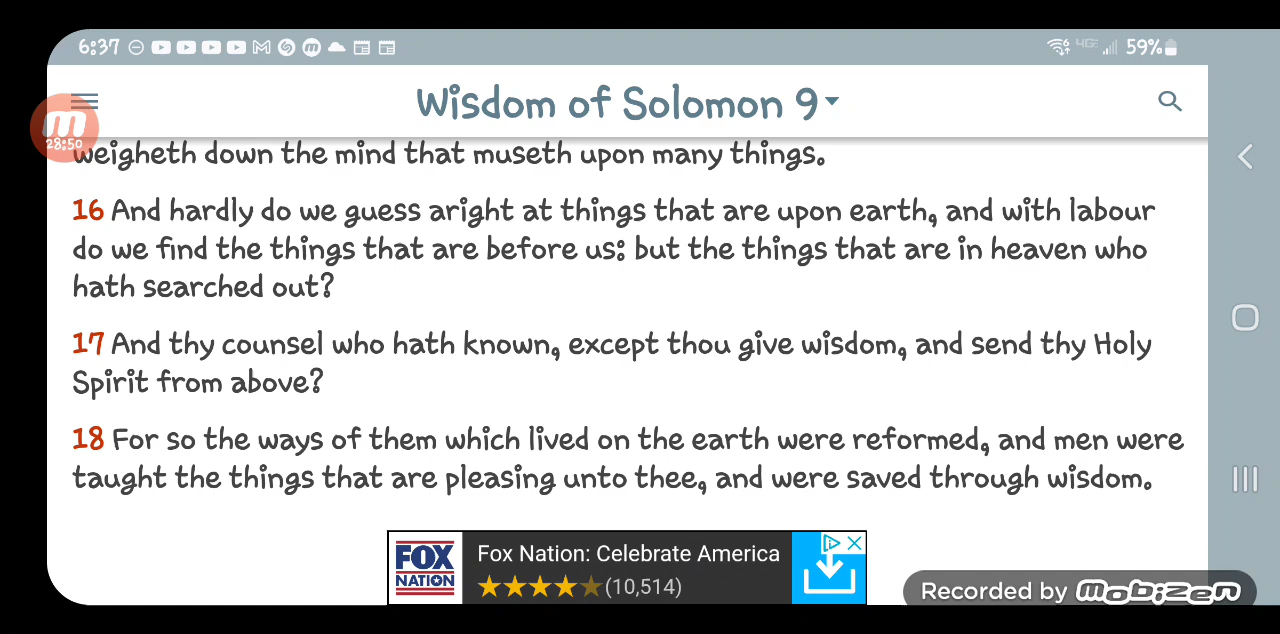 6:37 4GE 59%
Wisdom of Solomon 9
m
28:50
weigheth down the mind that museth upon many things.
16 And hardly do we guess aright at things that are upon earth, and with labour
do we find the things that are before us: but the things that are in heaven who
hath searched out?
17 And thy counsel who hath known, except thou give wisdom, and send thy Holy
Spirit from above?
18 For so the ways of them which lived on the earth were reformed, and men were
taught the things that are pleasing unto thee, and were saved through wisdom.
FOX
NATION
Fox Nation: Celebrate America
(10,514)
Recorded by mobizen